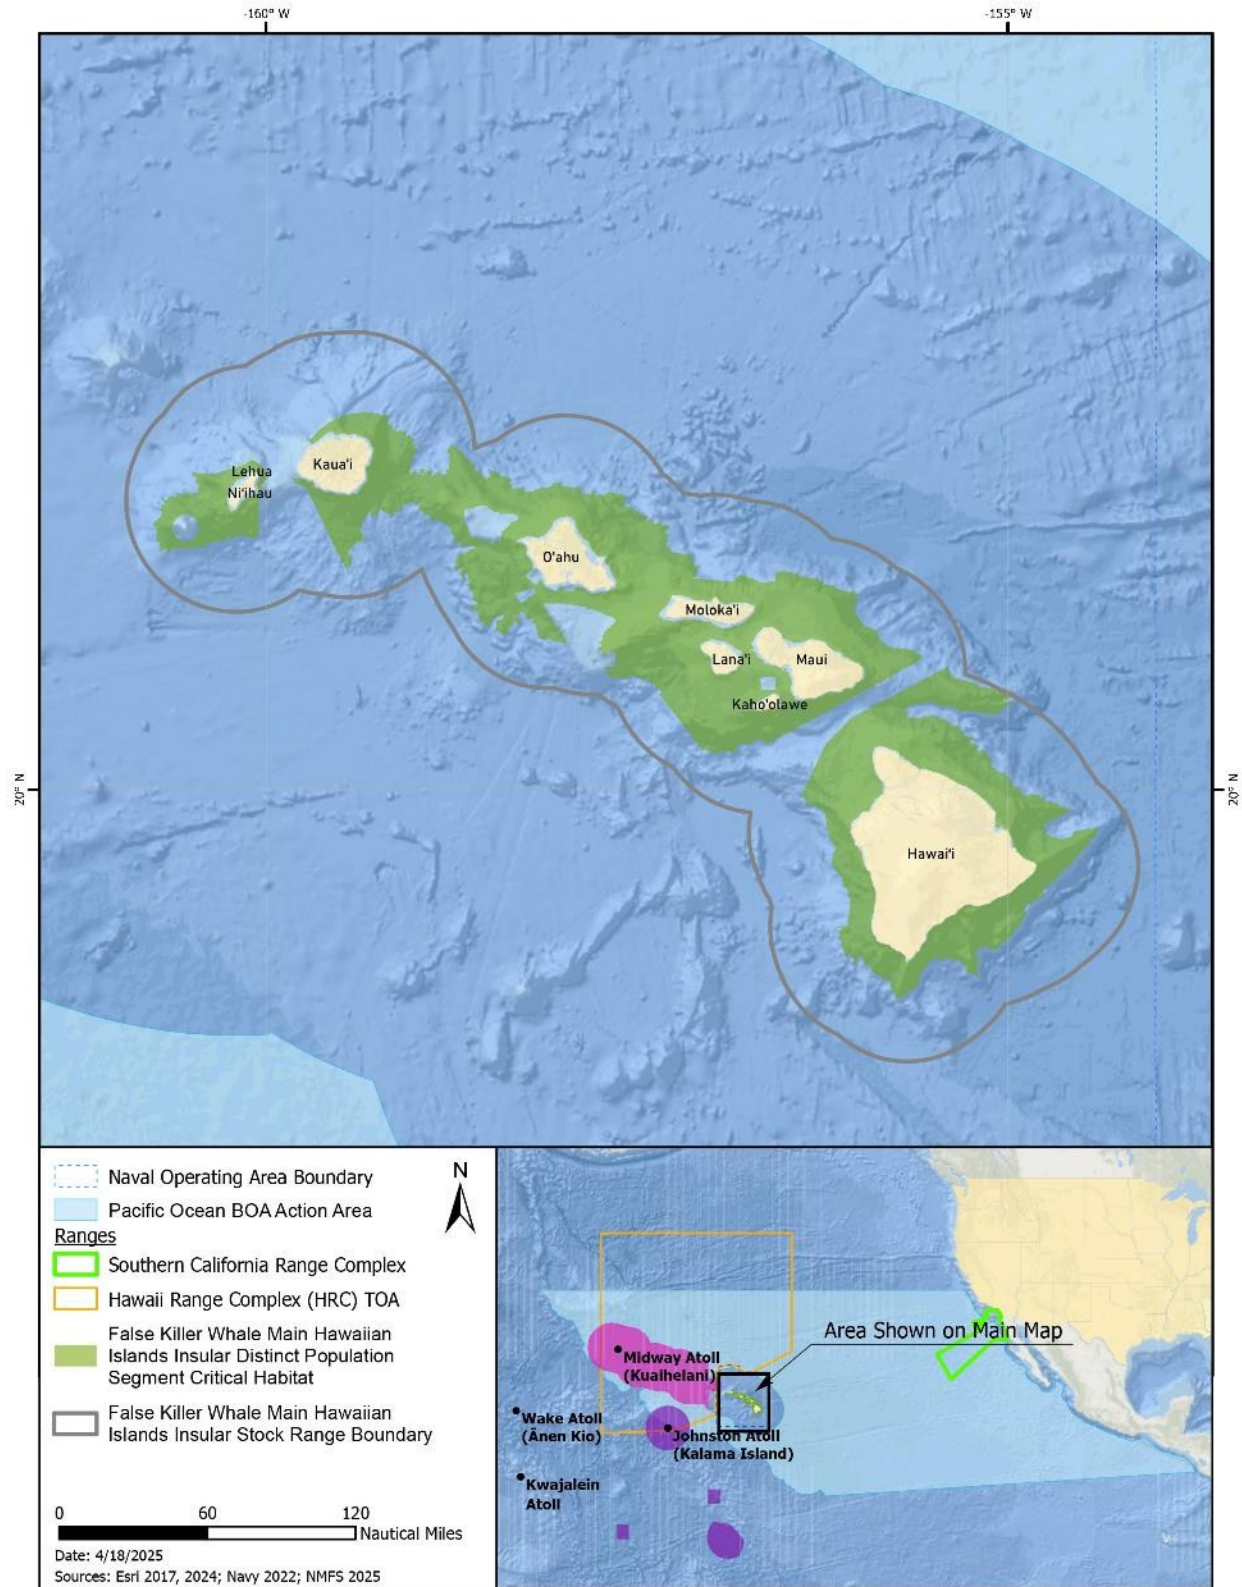 -160° W
-155° W
Lehua
Ni'ihau
Kaua'i
O'ahu
Moloka'i
Lana'i
Maui
Kaho'olawe
20° N
20° N
Hawai'i
Naval Operating Area Boundary
Pacific Ocean BOA Action Area
Ranges
Southern California Range Complex
Hawaii Range Complex (HRC) TOA
False Killer Whale Main Hawaiian
Islands Insular Distinct Population
Segment Critical Habitat
False Killer Whale Main Hawaiian
Islands Insular Stock Range Boundary
N
0 60 120
Nautical Miles
Date: 4/18/2025
Sources: Esri 2017, 2024; Navy 2022; NMFS 2025
Area Shown on Main Map
Midway Atoll
(Kuaihelani)
Wake Atoll
(Ānen Kio)
Johnston Atoll
(Kalama Island)
Kwajalein
Atoll